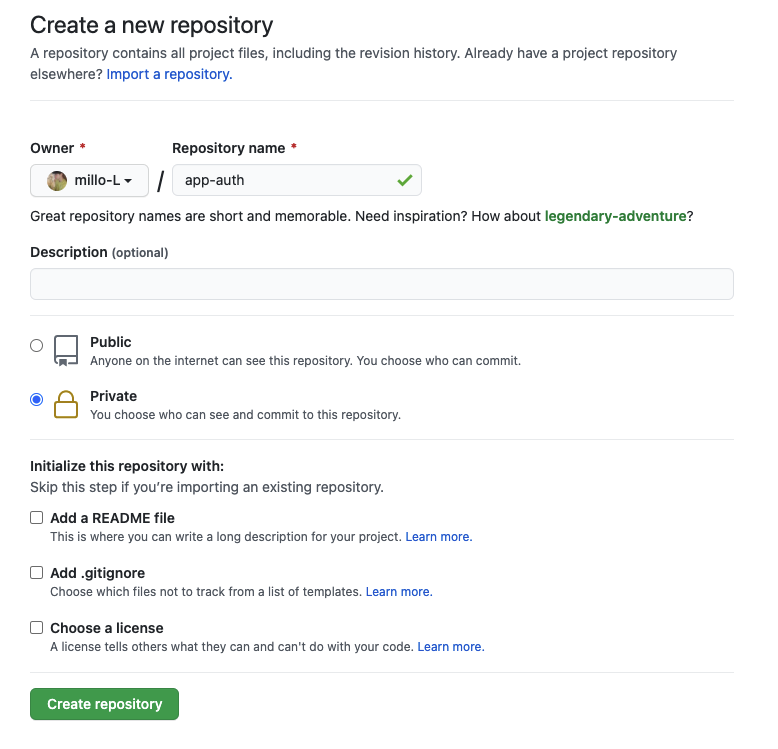 Create a new repository
A repository contains all project files, including the revision history. Already have a project repository
elsewhere? Import a repository.
Owner * Repository name *
millo-L / app-auth
Great repository names are short and memorable. Need inspiration? How about legendary-adventure?
Description (optional)
Public
Anyone on the internet can see this repository. You choose who can commit.
Private
You choose who can see and commit to this repository.
Initialize this repository with:
Skip this step if you’re importing an existing repository.
Add a README file
This is where you can write a long description for your project. Learn more.
Add .gitignore
Choose which files not to track from a list of templates. Learn more.
Choose a license
A license tells others what they can and can't do with your code. Learn more.
Create repository